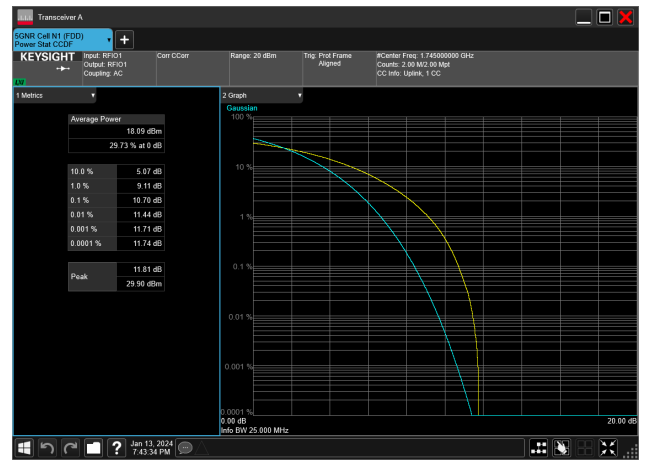 Transceiver A
5GNR Cell N1 (FDD)
Power Stat CCDF
KEYSIGHT
LXI
Input: RFIO1
Output: RFIO1
Coupling: AC
Corr CCorr
Range: 20 dBm
Trig: Prot Frame
Aligned
#Center Freq: 1.745000000 GHz
Counts: 2.00 M/2.00 Mpt
CC Info: Uplink, 1 CC
1 Metrics
Average Power
18.09 dBm
29.73 % at 0 dB
10.0 % 5.07 dB
1.0 % 9.11 dB
0.1 % 10.70 dB
0.01 % 11.44 dB
0.001 % 11.71 dB
0.0001 % 11.74 dB
Peak
11.81 dB
29.90 dBm
2 Graph
Gaussian
100 %
10 %
1 %
0.1 %
0.01 %
0.001 %
0.0001 %
0.00 dB
20.00 dB
Info BW 25.000 MHz
Jan 13, 2024
7:43:34 PM